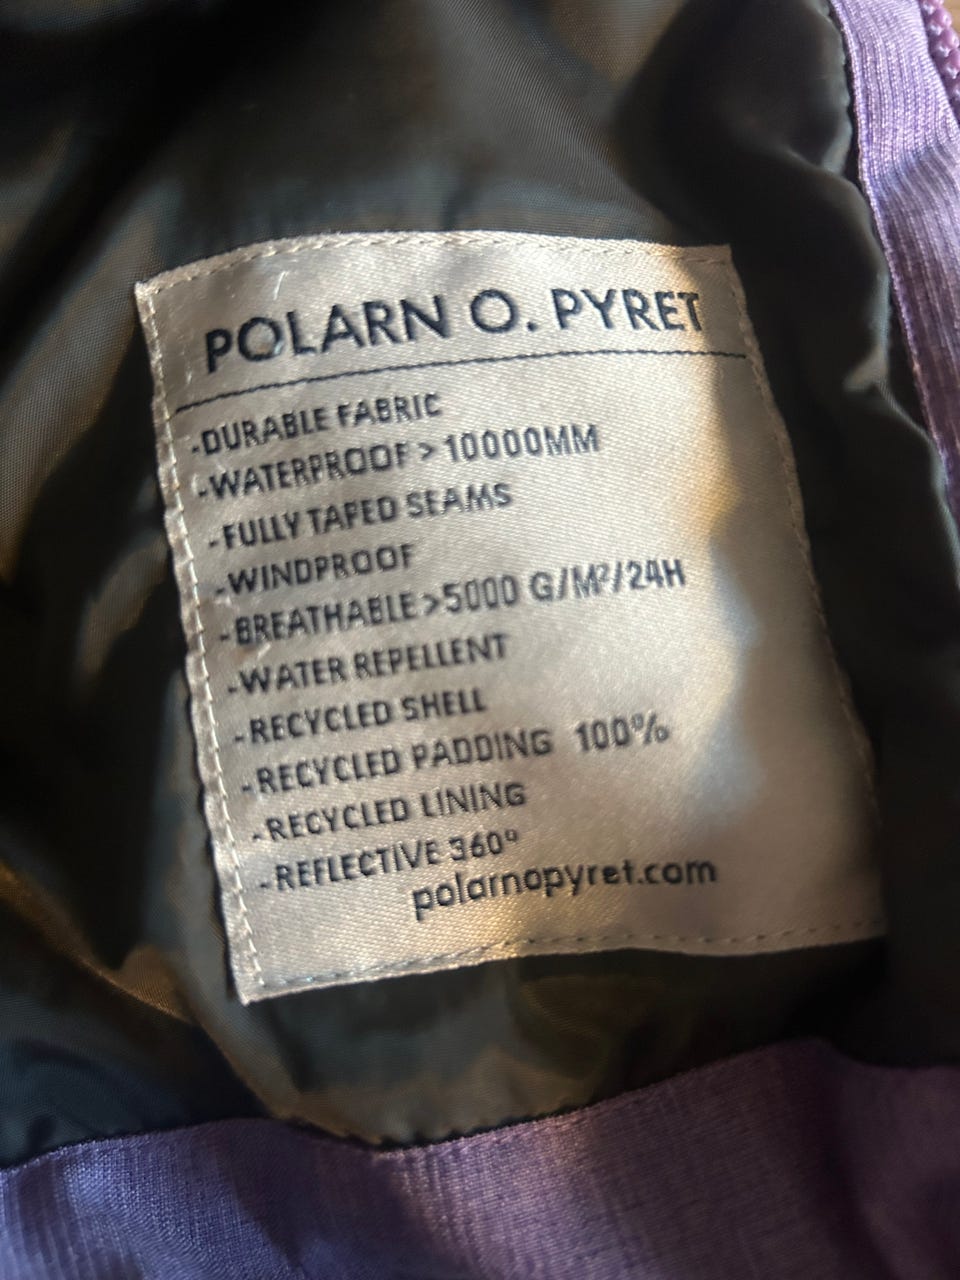 POLARN O. PYRET
-DURABLE FABRIC
-WATERPROOF > 10000MM
-FULLY TAPED SEAMS
-WINDPROOF
-BREATHABLE >5000 G/M²/24H
-WATER REPELLENT
-RECYCLED SHELL
-RECYCLED PADDING 100%
-RECYCLED LINING
-REFLECTIVE 360°
polarnopyret.com